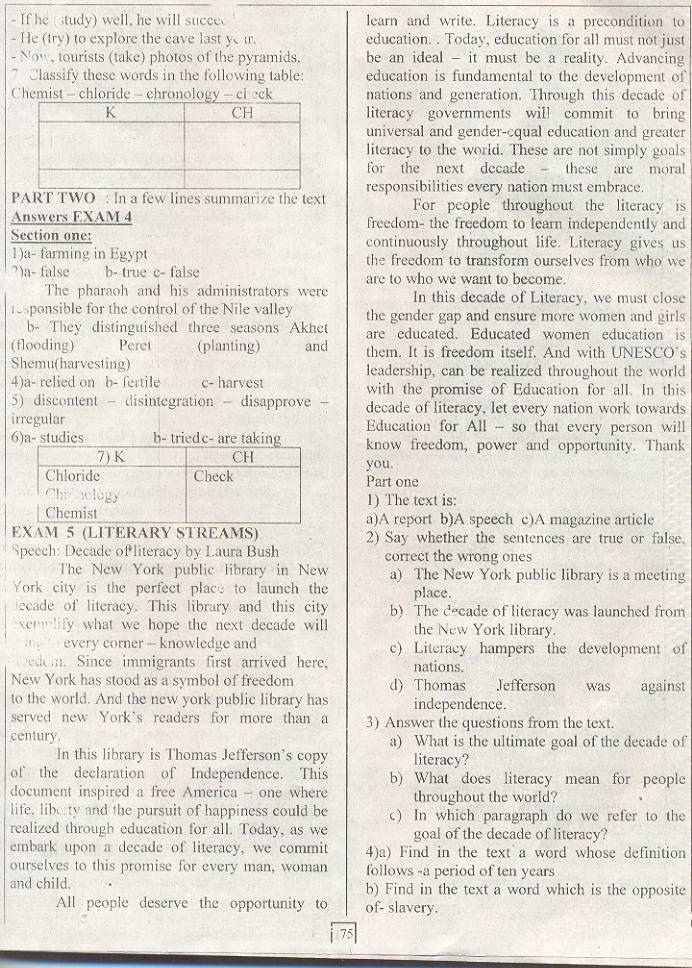 - If he (study) well, he will succeed
- He (try) to explore the cave last year.
- Now, tourists (take) photos of the pyramids.
7 Classify these words in the following table:
Chemist – chloride – chronology – check
K CH
PART TWO : In a few lines summarize the text
Answers EXAM 4
Section one:
1)a- farming in Egypt
2)a- false b- true c- false
The pharaoh and his administrators were
responsible for the control of the Nile valley
b- They distinguished three seasons Akhet
(flooding) Peret (planting) and
Shemu(harvesting)
4)a- relied on b- fertile c- harvest
5) discontent – disintegration – disapprove –
irregular
6)a- studies b- tried c- are taking
7) K CH
Chloride Check
Chronology
Chemist
EXAM 5 (LITERARY STREAMS)
Speech: Decade of literacy by Laura Bush
The New York public library in New
York city is the perfect place to launch the
decade of literacy. This library and this city
exemplify what we hope the next decade will
every corner – knowledge and
freedom. Since immigrants first arrived here,
New York has stood as a symbol of freedom
to the world. And the new york public library has
served new York's readers for more than a
century.
In this library is Thomas Jefferson's copy
of the declaration of Independence. This
document inspired a free America – one where
life, liberty and the pursuit of happiness could be
realized through education for all. Today, as we
embark upon a decade of literacy, we commit
ourselves to this promise for every man, woman
and child.
All people deserve the opportunity to
learn and write. Literacy is a precondition to
education. . Today, education for all must not just
be an ideal – it must be a reality. Advancing
education is fundamental to the development of
nations and generation. Through this decade of
literacy governments will commit to bring
universal and gender-equal education and greater
literacy to the world. These are not simply goals
for the next decade – these are moral
responsibilities every nation must embrace.
For people throughout the literacy is
freedom- the freedom to learn independently and
continuously throughout life. Literacy gives us
the freedom to transform ourselves from who we
are to who we want to become.
In this decade of Literacy, we must close
the gender gap and ensure more women and girls
are educated. Educated women education is
them. It is freedom itself. And with UNESCO's
leadership, can be realized throughout the world
with the promise of Education for all. In this
decade of literacy, let every nation work towards
Education for All – so that every person will
know freedom, power and opportunity. Thank
you.
Part one
1) The text is:
a)A report b)A speech c)A magazine article
2) Say whether the sentences are true or false,
correct the wrong ones
a) The New York public library is a meeting
place.
b) The decade of literacy was launched from
the New York library.
c) Literacy hampers the development of
nations.
d) Thomas Jefferson was against
independence.
3) Answer the questions from the text.
a) What is the ultimate goal of the decade of
literacy?
b) What does literacy mean for people
throughout the world?
c) In which paragraph do we refer to the
goal of the decade of literacy?
4)a) Find in the text a word whose definition
follows -a period of ten years
b) Find in the text a word which is the opposite
of- slavery.
75